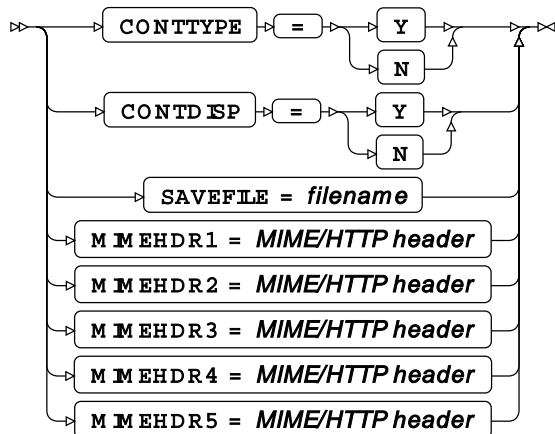 CONTTYPE = Y
N
CONTDISP = Y
N
SAVEFILE = filename
MIMEHDR1 = MIME/HTTP header
MIMEHDR2 = MIME/HTTP header
MIMEHDR3 = MIME/HTTP header
MIMEHDR4 = MIME/HTTP header
MIMEHDR5 = MIME/HTTP header